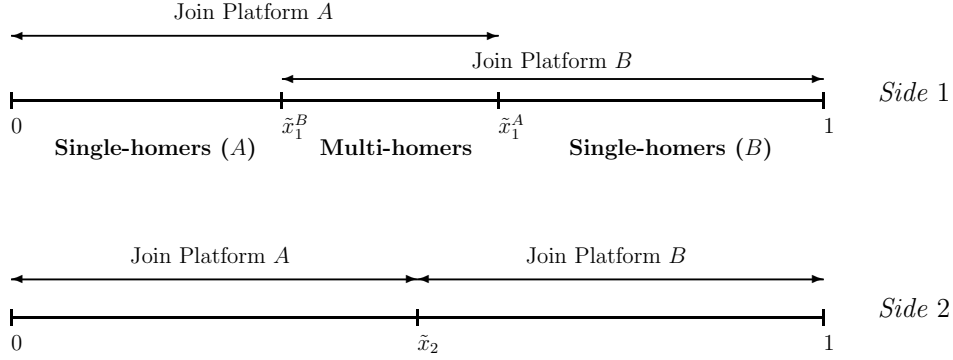 Join Platform A
Join Platform B
Side 1
0 x̃₁ᴮ x̃₁ᴬ 1
Single-homers (A) Multi-homers Single-homers (B)
Join Platform A Join Platform B
Side 2
0 x̃₂ 1